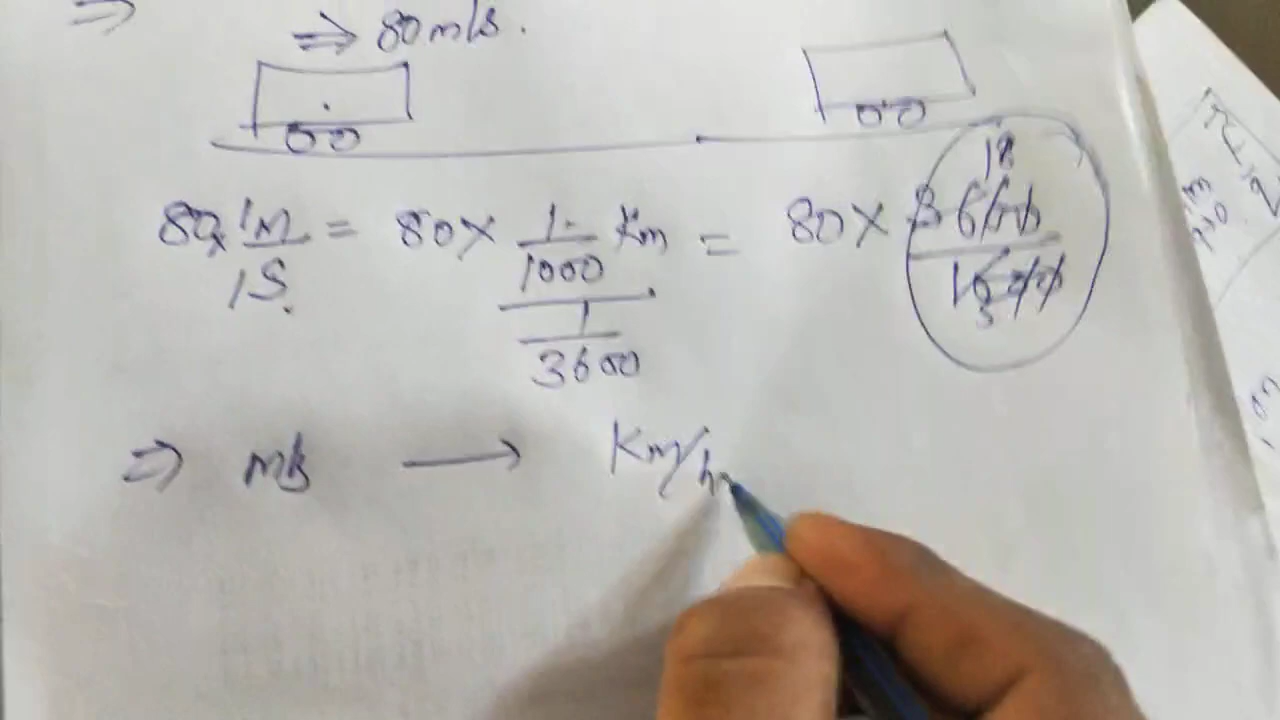 ⇒
⇒ 80 m/s.
80 x 1M/1S. = 80 x 1/1000 Km / 1/3600 = 80 x 3600/1000 18 5
⇒ m/s → Km/h